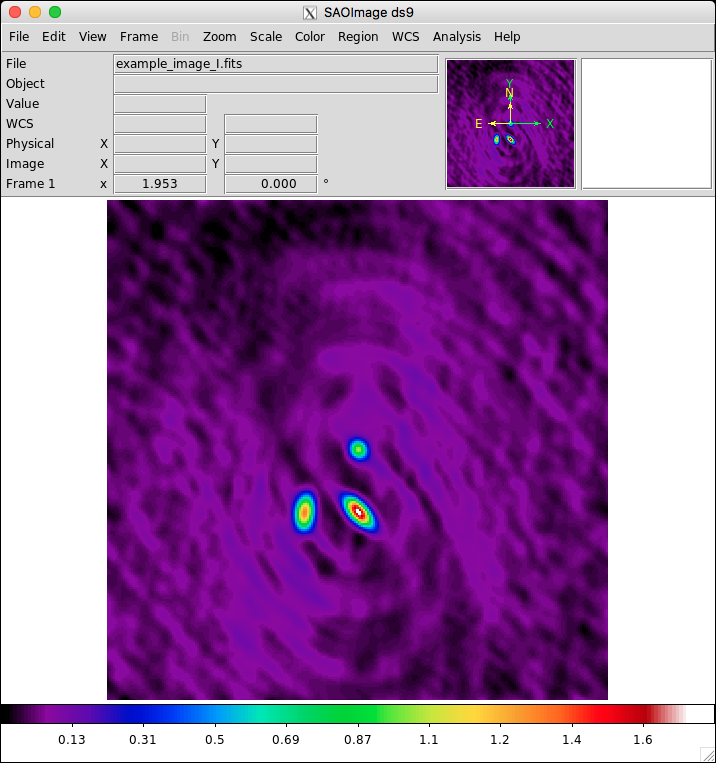 SAOImage ds9
File Edit View Frame Bin Zoom Scale Color Region WCS Analysis Help
File example_image_I.fits
Object
Value
WCS
Physical X Y
Image X Y
Frame 1 x 1.953 0.000 °
Y
N
E X
0.13 0.31 0.5 0.69 0.87 1.1 1.2 1.4 1.6